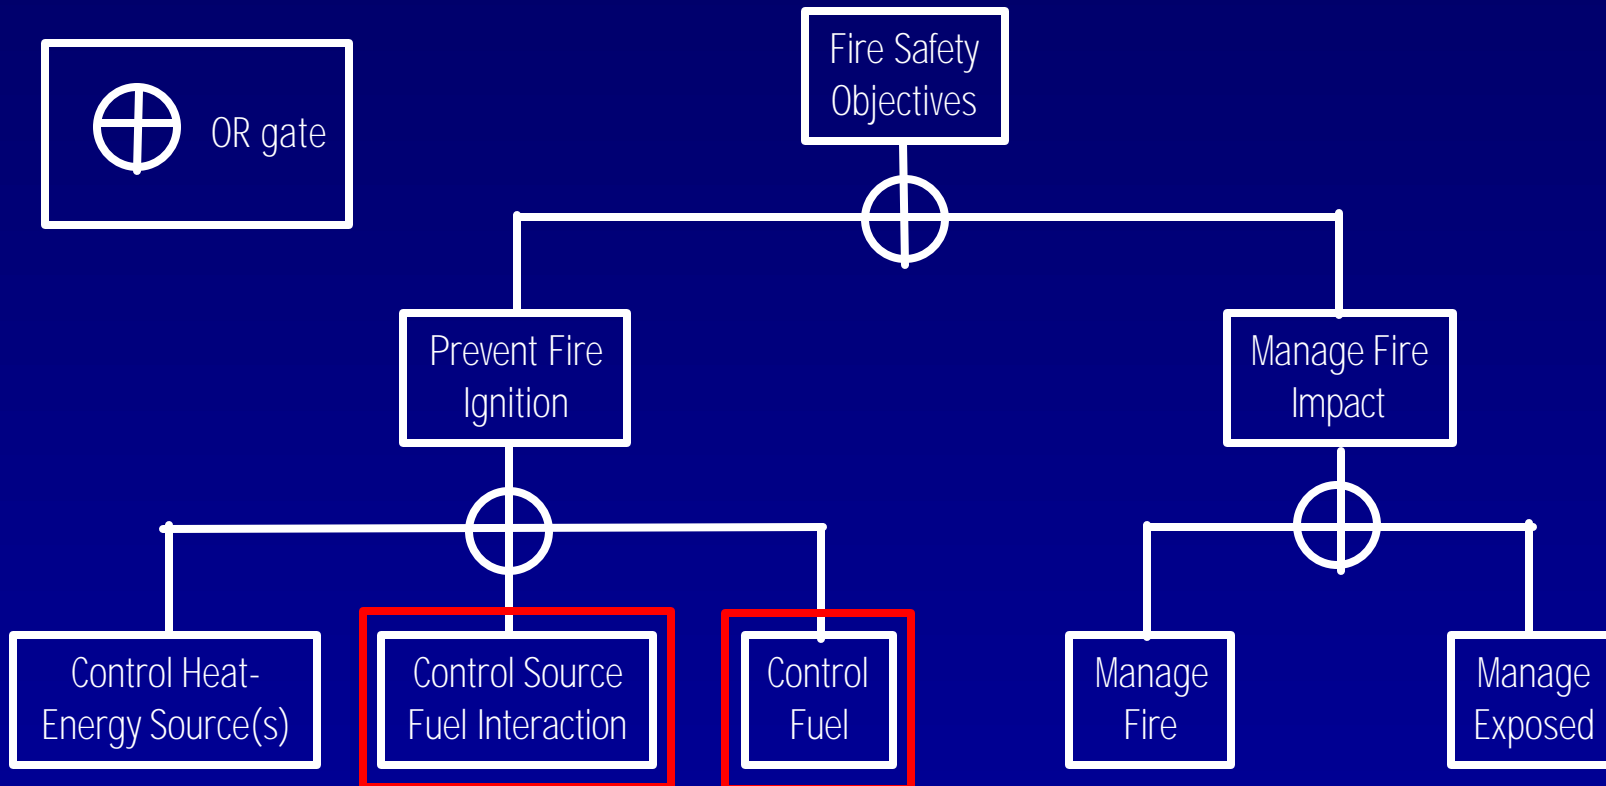 OR gate
Fire Safety
Objectives
Prevent Fire
Ignition
Manage Fire
Impact
Control Heat-
Energy Source(s)
Control Source
Fuel Interaction
Control
Fuel
Manage
Fire
Manage
Exposed